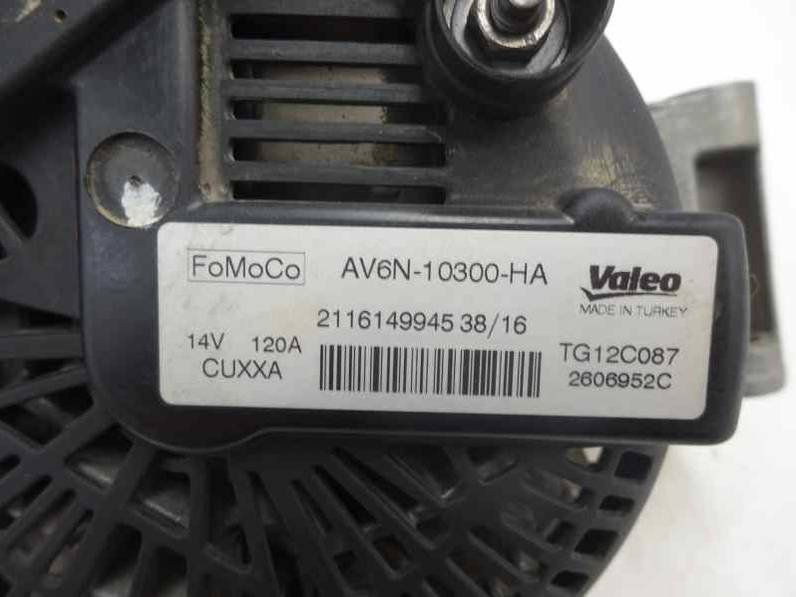 FoMoCo AV6N-10300-HA Valeo
MADE IN TURKEY
2116149945 38/16
14V 120A TG12C087
CUXXA 2606952C